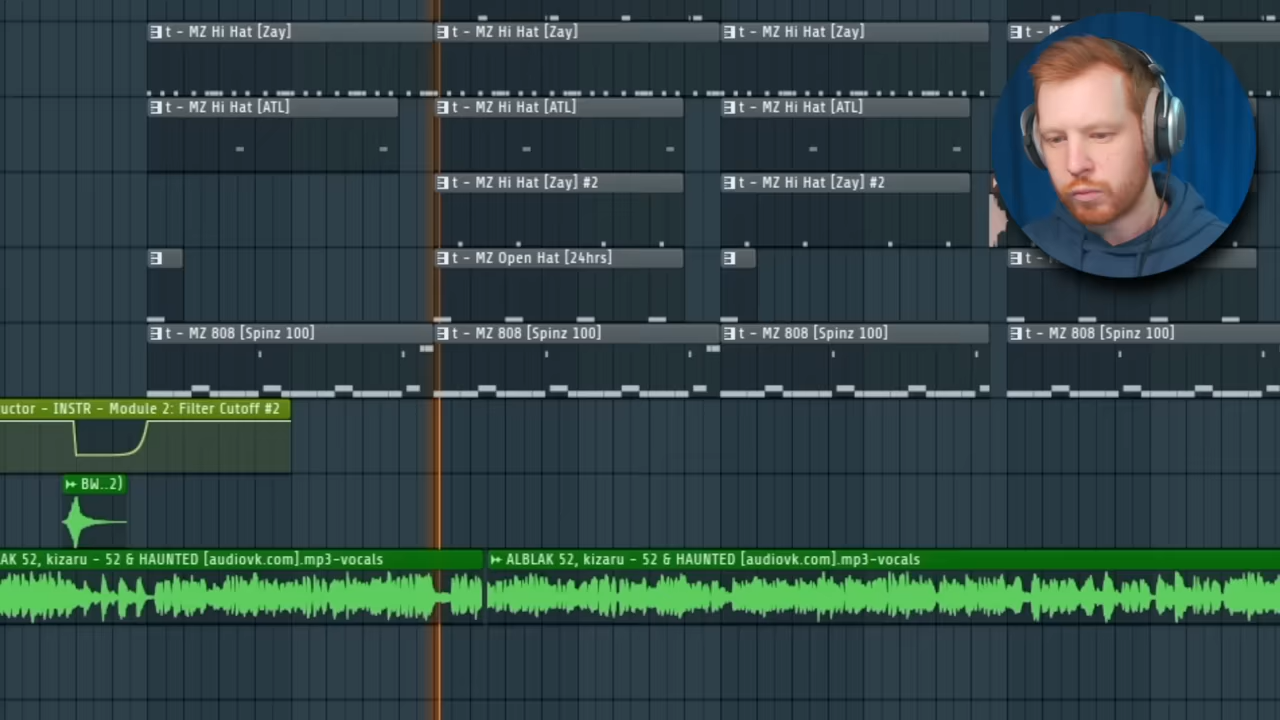 t - MZ Hi Hat [Zay] t - MZ Hi Hat [Zay] t - MZ Hi Hat [Zay]
t - MZ Hi Hat [ATL] t - MZ Hi Hat [ATL] t - MZ Hi Hat [ATL]
t - MZ Hi Hat [Zay] #2 t - MZ Hi Hat [Zay] #2
t - MZ Open Hat [24hrs]
t - MZ 808 [Spinz 100] t - MZ 808 [Spinz 100] t - MZ 808 [Spinz 100] t - MZ 808 [Spinz 100]
uctor - INSTR - Module 2: Filter Cutoff #2
BW..2)
AK 52, kizaru - 52 & HAUNTED [audiovk.com].mp3-vocals ALBLAK 52, kizaru - 52 & HAUNTED [audiovk.com].mp3-vocals